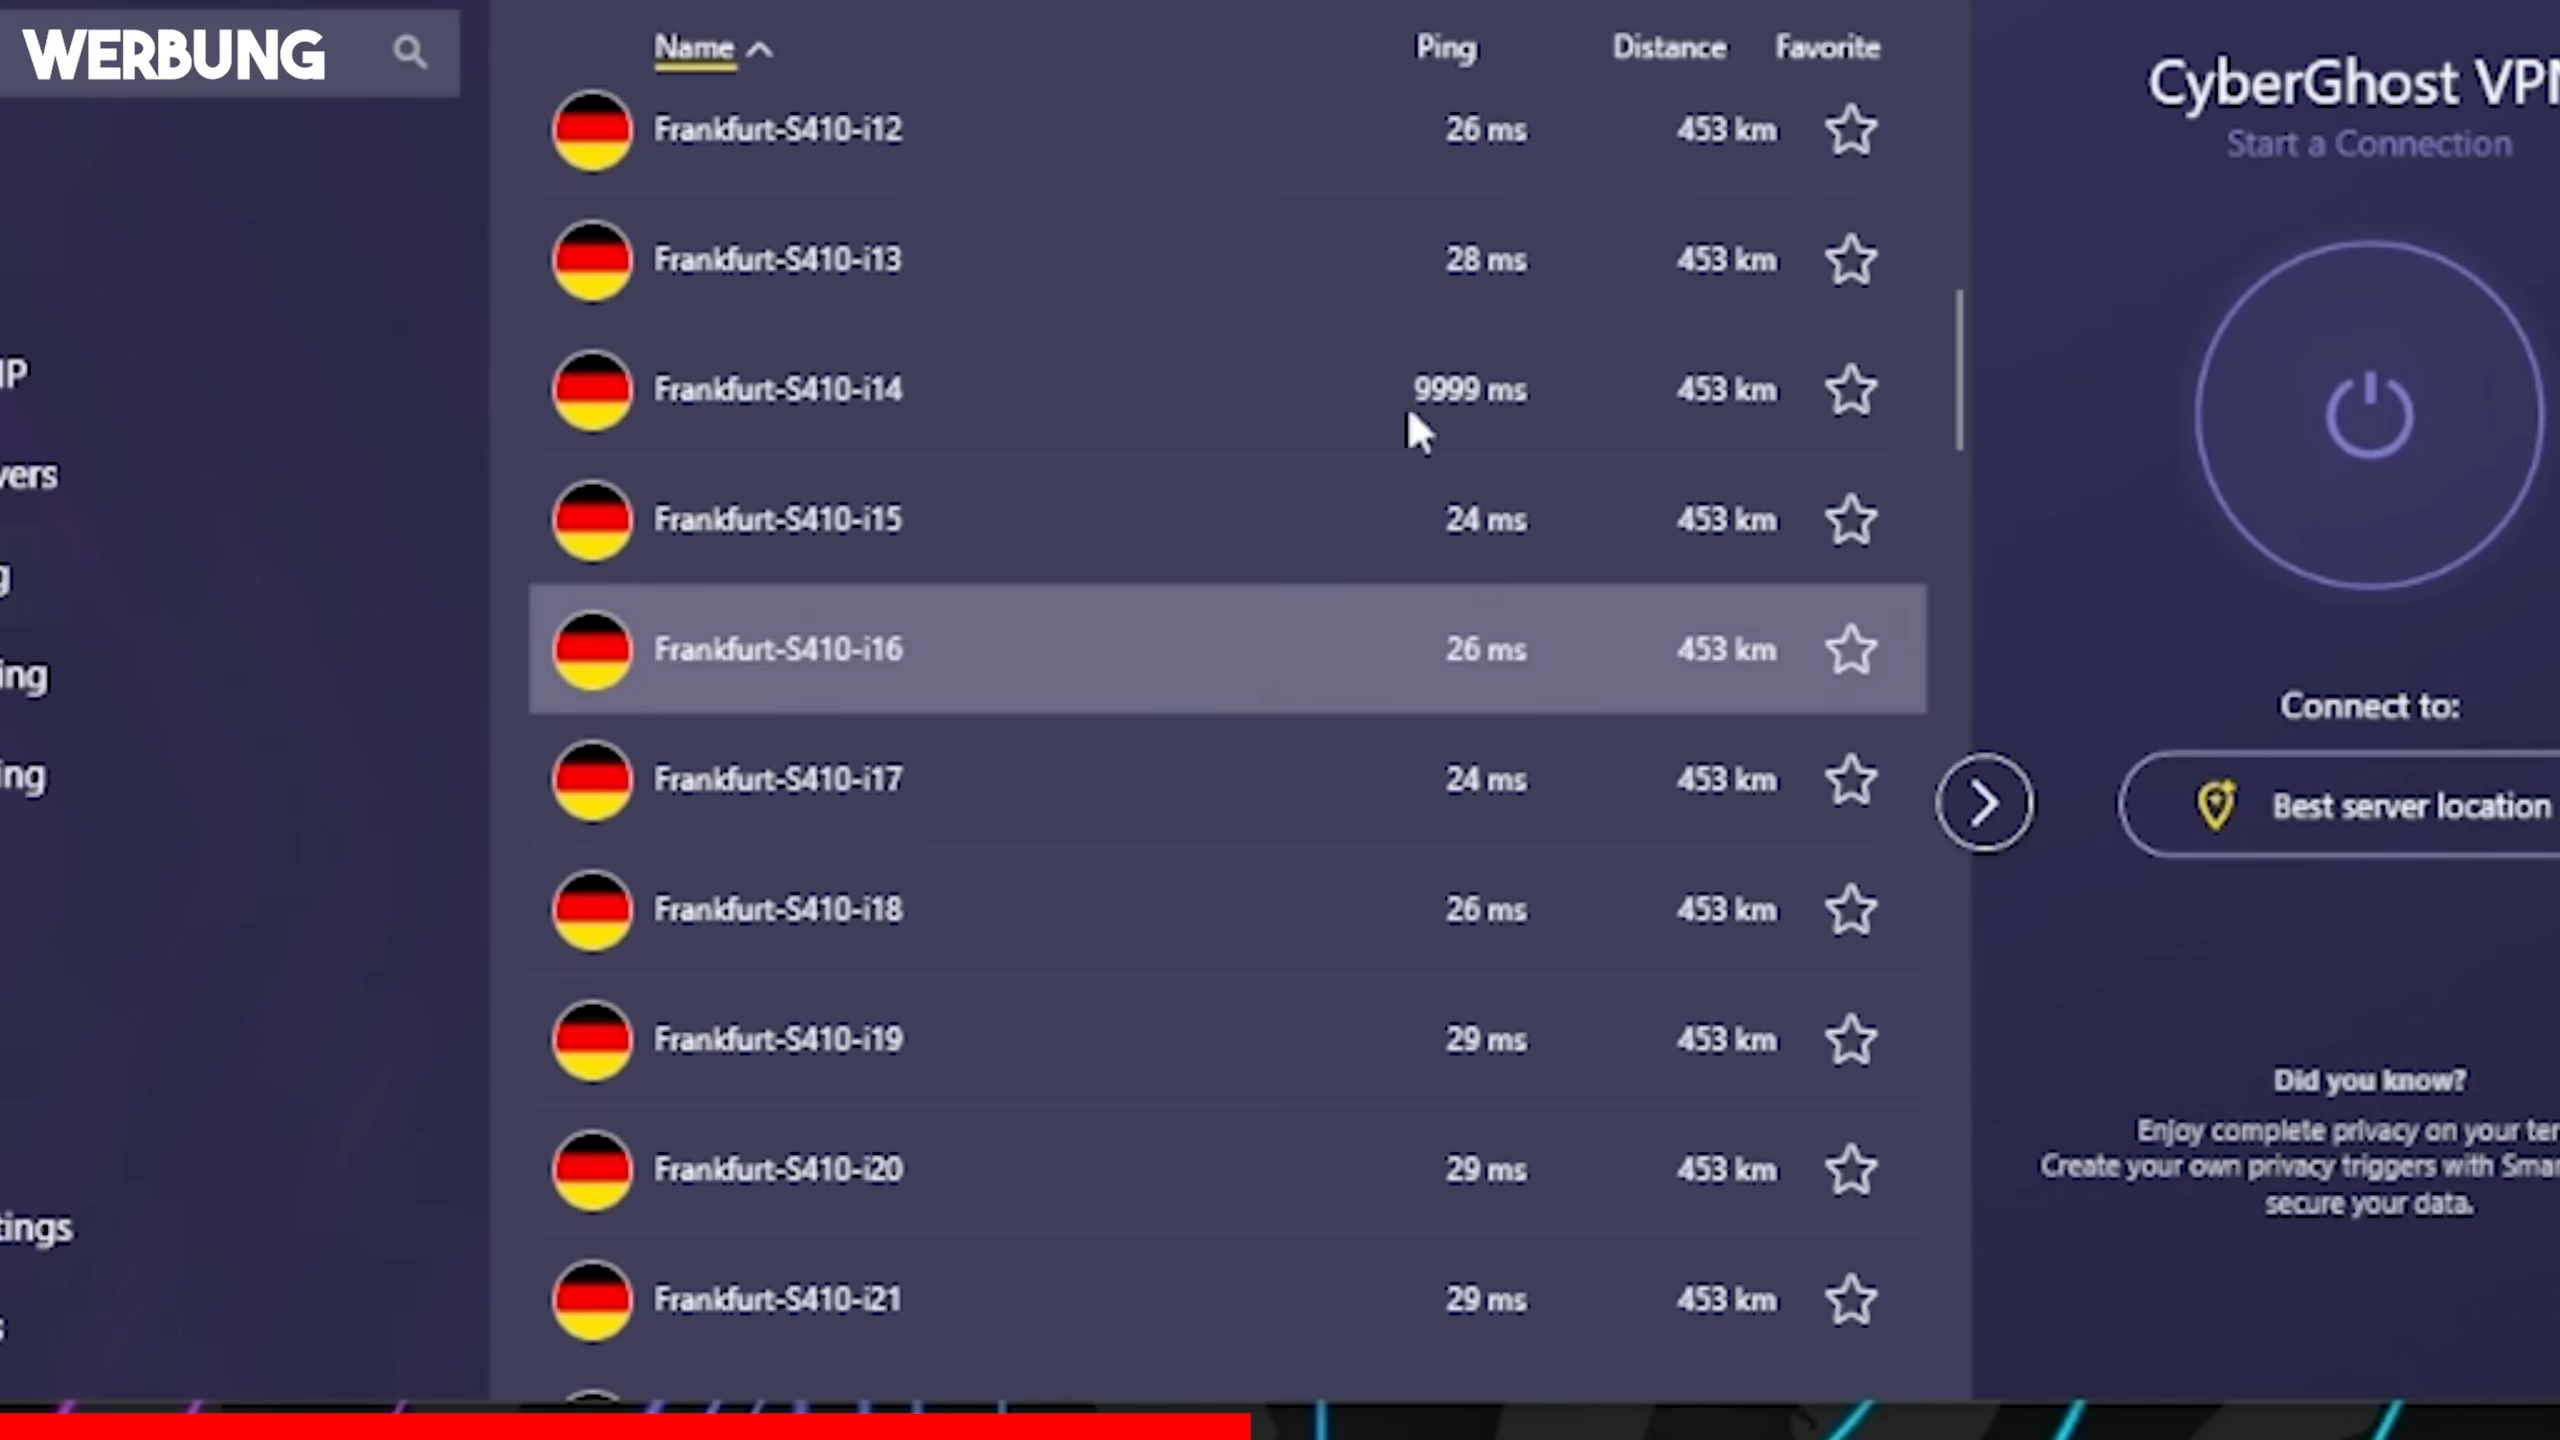 WERBUNG
Name Ping Distance Favorite
Frankfurt-S410-i12 26 ms 453 km
Frankfurt-S410-i13 28 ms 453 km
Frankfurt-S410-i14 9999 ms 453 km
Frankfurt-S410-i15 24 ms 453 km
Frankfurt-S410-i16 26 ms 453 km
Frankfurt-S410-i17 24 ms 453 km
Frankfurt-S410-i18 26 ms 453 km
Frankfurt-S410-i19 29 ms 453 km
Frankfurt-S410-i20 29 ms 453 km
Frankfurt-S410-i21 29 ms 453 km
IP
vers
g
ing
ing
tings
s
CyberGhost VPN
Start a Connection
Connect to:
Best server location
Did you know?
Enjoy complete privacy on your ter
Create your own privacy triggers with Smar
secure your data.